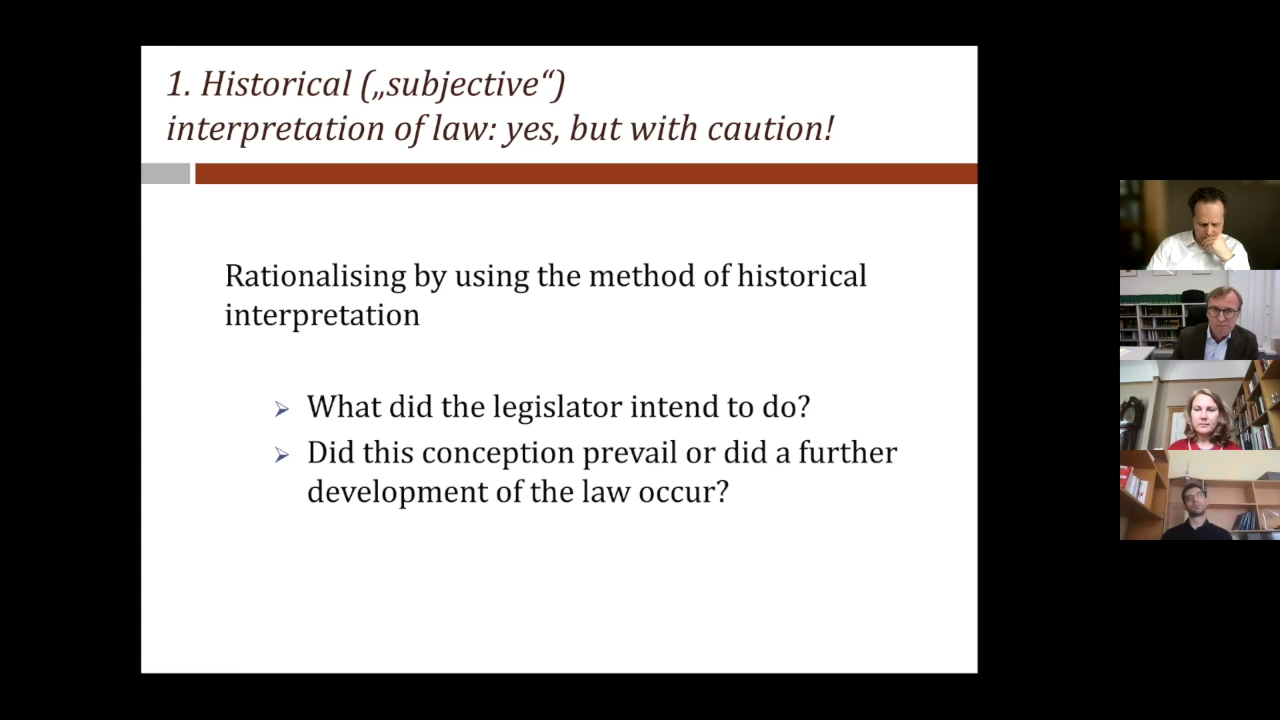 1. Historical („subjective“)
interpretation of law: yes, but with caution!
Rationalising by using the method of historical
interpretation
What did the legislator intend to do?
Did this conception prevail or did a further
development of the law occur?